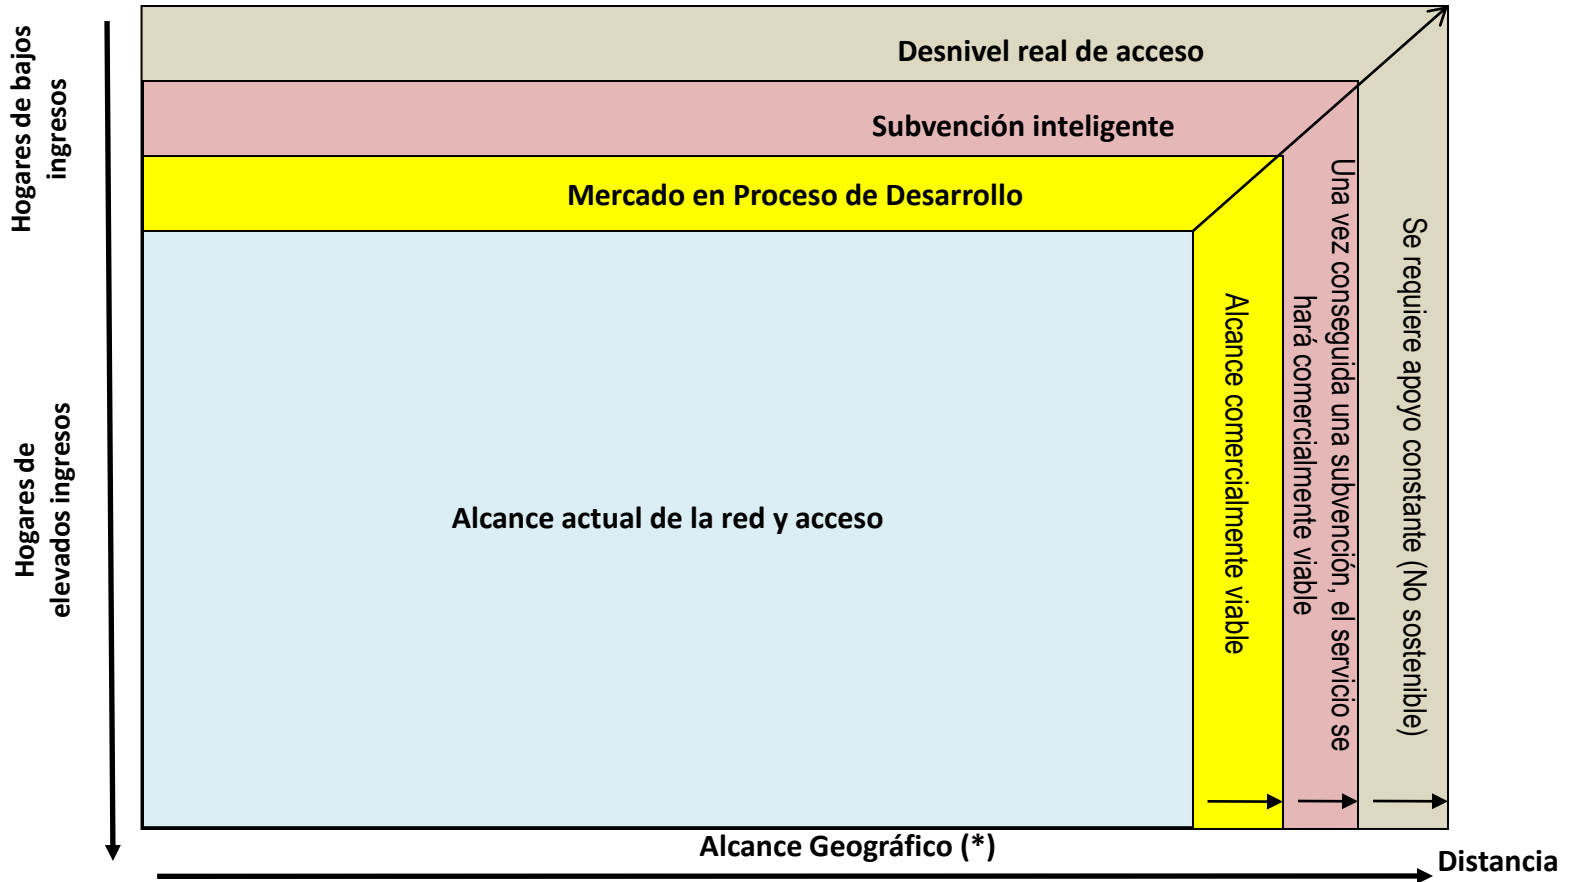 Hogares de bajos
ingresos
Hogares de
elevados ingresos
Desnivel real de acceso
Subvención inteligente
Mercado en Proceso de Desarrollo
Alcance actual de la red y acceso
Alcance comercialmente viable
Una vez conseguida una subvención, el servicio se
hará comercialmente viable
Se requiere apoyo constante (No sostenible)
Alcance Geográfico (*)
Distancia